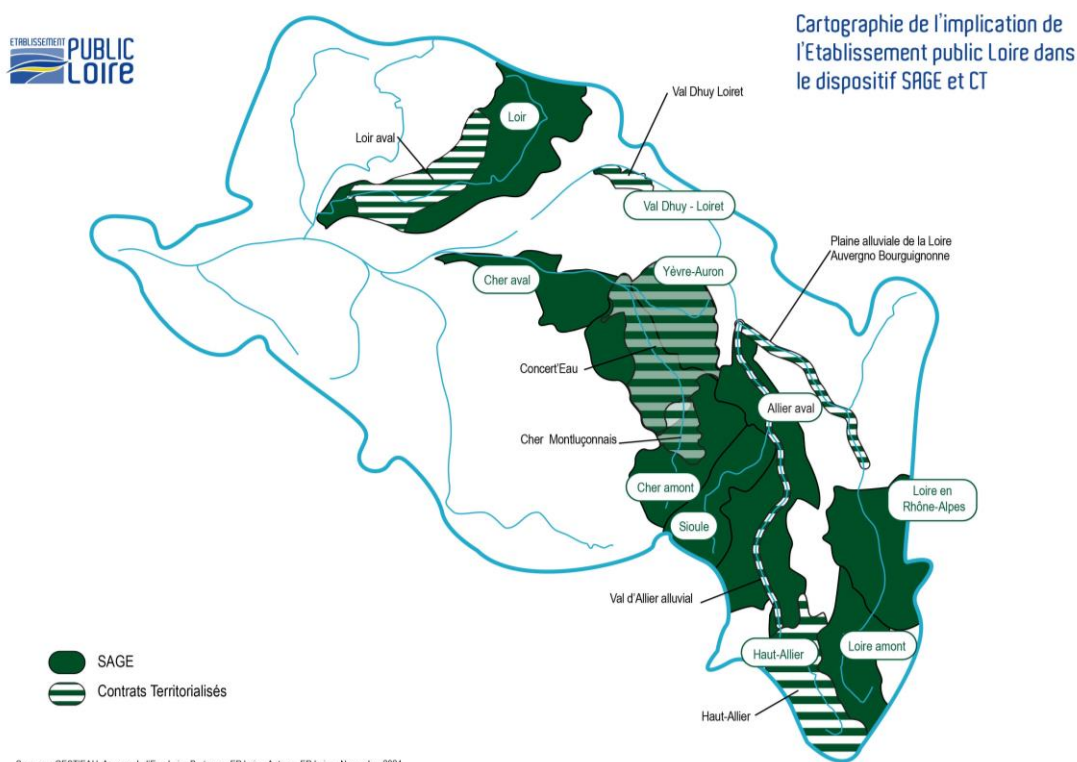 ETABLISSEMENT
PUBLIC
LOIRE
Cartographie de l'implication de
l'Etablissement public Loire dans
le dispositif SAGE et CT
Val Dhuy Loiret
Loir
Loir aval
Val Dhuy - Loiret
Plaine alluviale de la Loire
Auvergno Bourguignonne
Cher aval
Yèvre-Auron
Concert'Eau
Allier aval
Cher Montluçonnais
Cher amont
Loire en
Rhône-Alpes
Sioule
Val d'Allier alluvial
Haut-Allier
Loire amont
SAGE
Contrats Territorialisés
Haut-Allier